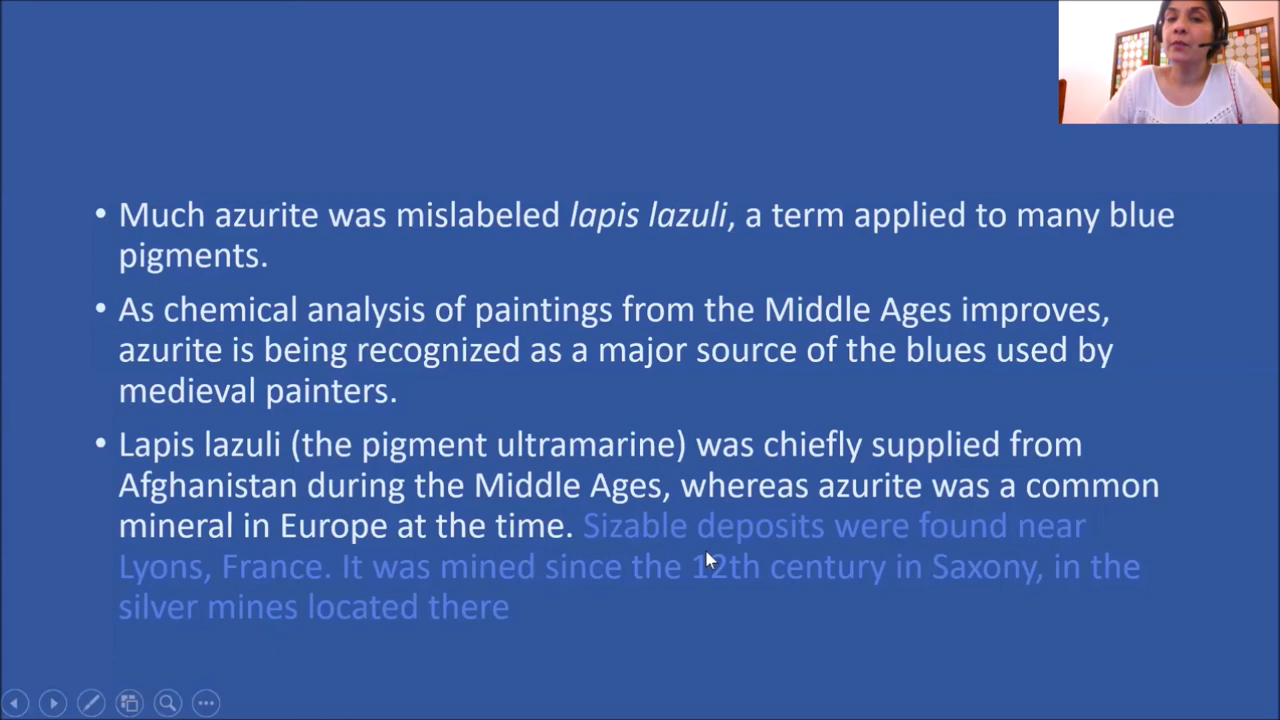 • Much azurite was mislabeled lapis lazuli, a term applied to many blue
pigments.
• As chemical analysis of paintings from the Middle Ages improves,
azurite is being recognized as a major source of the blues used by
medieval painters.
• Lapis lazuli (the pigment ultramarine) was chiefly supplied from
Afghanistan during the Middle Ages, whereas azurite was a common
mineral in Europe at the time. Sizable deposits were found near
Lyons, France. It was mined since the 12th century in Saxony, in the
silver mines located there